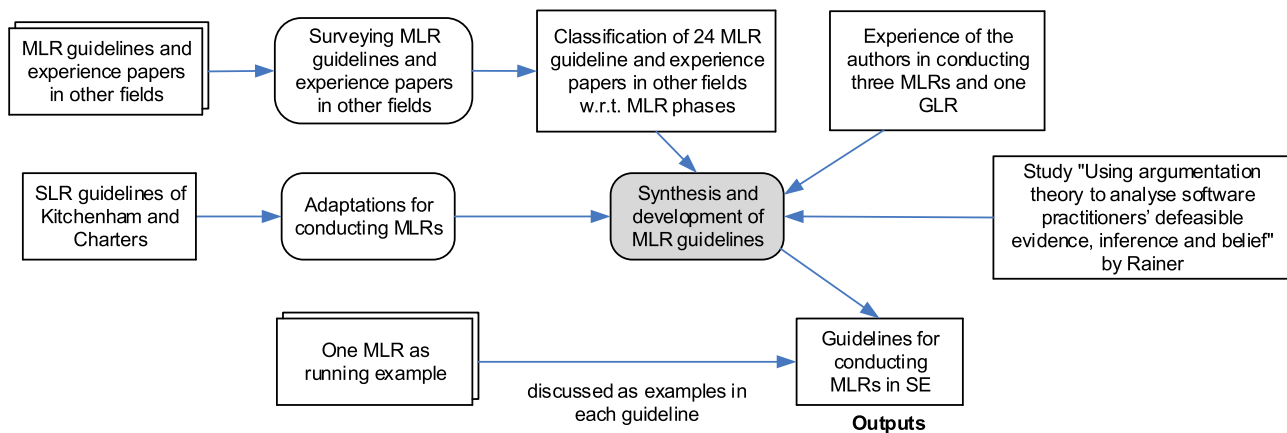 MLR guidelines and
experience papers
in other fields
Surveying MLR
guidelines and
experience papers
in other fields
Classification of 24 MLR
guideline and experience
papers in other fields
w.r.t. MLR phases
Experience of the
authors in conducting
three MLRs and one
GLR
SLR guidelines of
Kitchenham and
Charters
Adaptations for
conducting MLRs
Synthesis and
development of
MLR guidelines
Study "Using argumentation
theory to analyse software
practitioners’ defeasible
evidence, inference and belief"
by Rainer
One MLR as
running example
discussed as examples in
each guideline
Guidelines for
conducting
MLRs in SE
Outputs